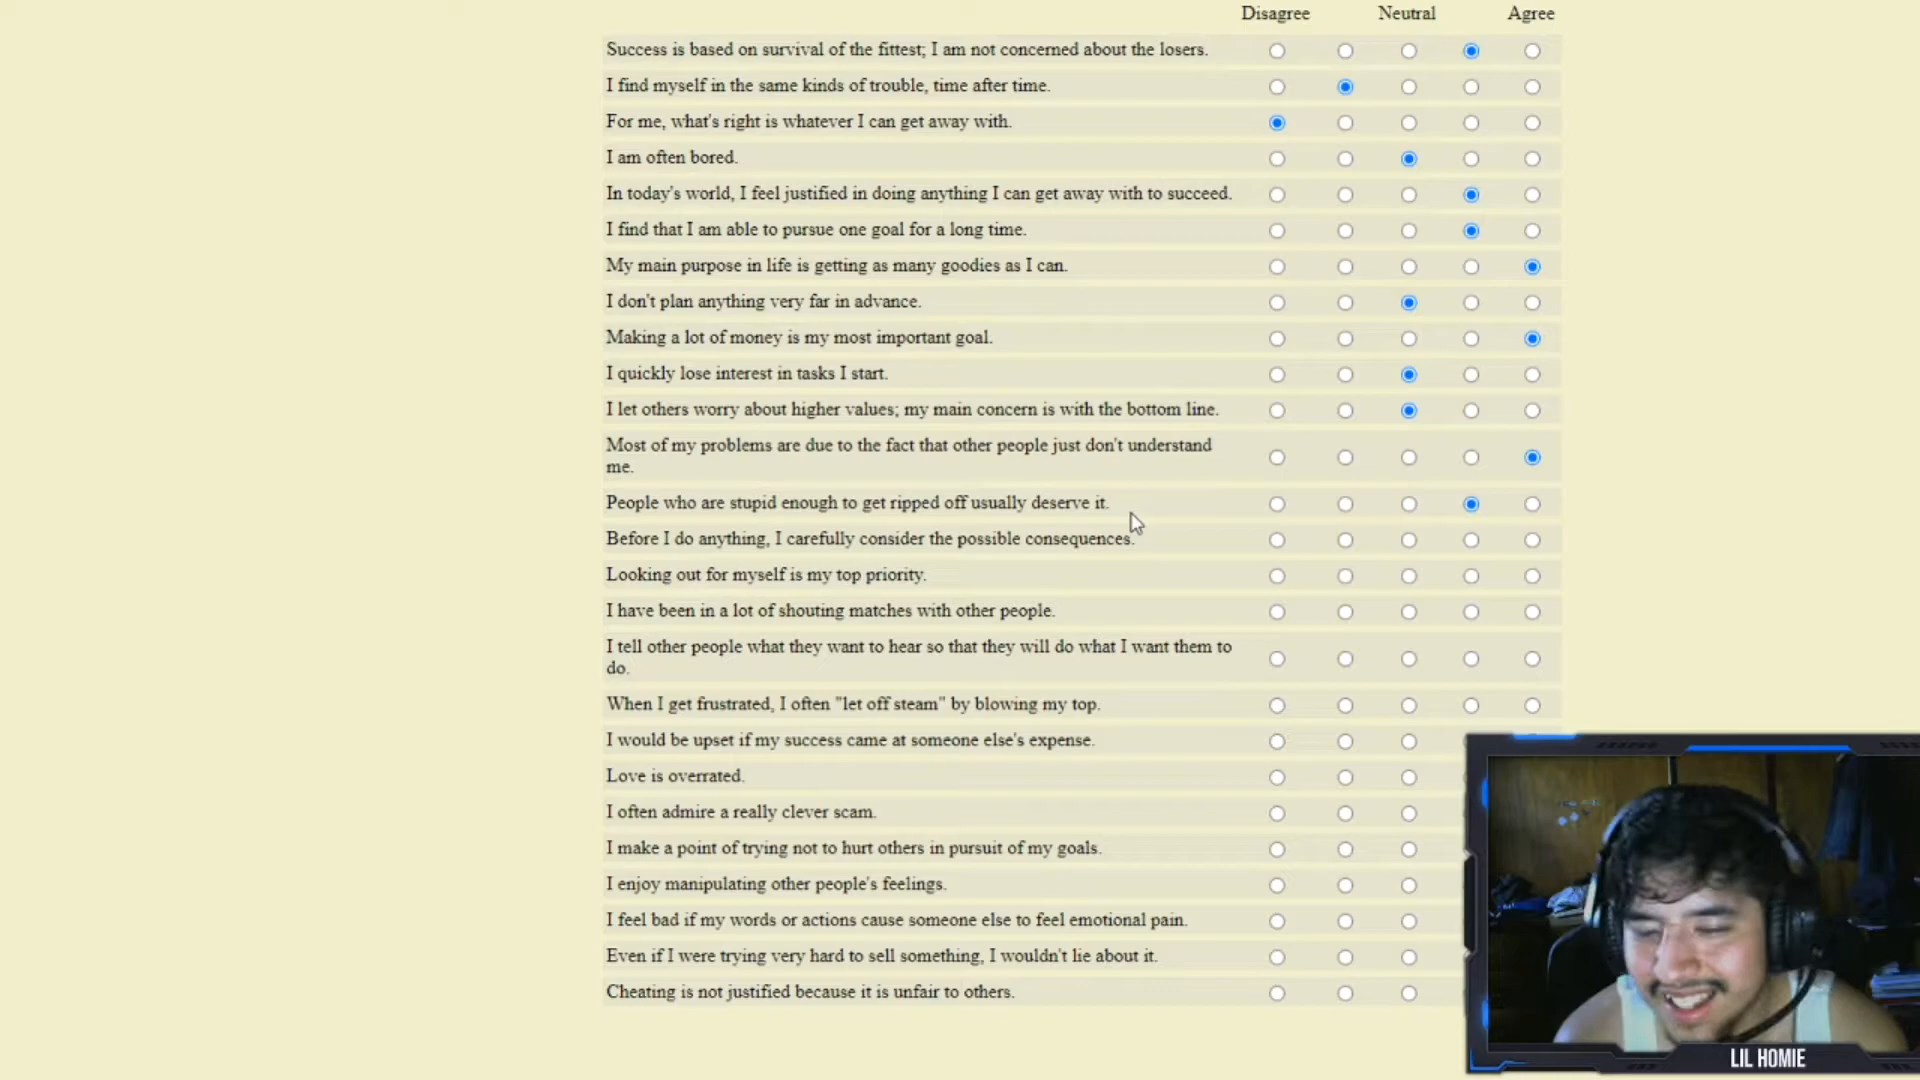 Disagree Neutral Agree
Success is based on survival of the fittest; I am not concerned about the losers.
I find myself in the same kinds of trouble, time after time.
For me, what's right is whatever I can get away with.
I am often bored.
In today's world, I feel justified in doing anything I can get away with to succeed.
I find that I am able to pursue one goal for a long time.
My main purpose in life is getting as many goodies as I can.
I don't plan anything very far in advance.
Making a lot of money is my most important goal.
I quickly lose interest in tasks I start.
I let others worry about higher values; my main concern is with the bottom line.
Most of my problems are due to the fact that other people just don't understand
me.
People who are stupid enough to get ripped off usually deserve it.
Before I do anything, I carefully consider the possible consequences.
Looking out for myself is my top priority.
I have been in a lot of shouting matches with other people.
I tell other people what they want to hear so that they will do what I want them to
do.
When I get frustrated, I often "let off steam" by blowing my top.
I would be upset if my success came at someone else's expense.
Love is overrated.
I often admire a really clever scam.
I make a point of trying not to hurt others in pursuit of my goals.
I enjoy manipulating other people's feelings.
I feel bad if my words or actions cause someone else to feel emotional pain.
Even if I were trying very hard to sell something, I wouldn't lie about it.
Cheating is not justified because it is unfair to others.
LIL HOMIE